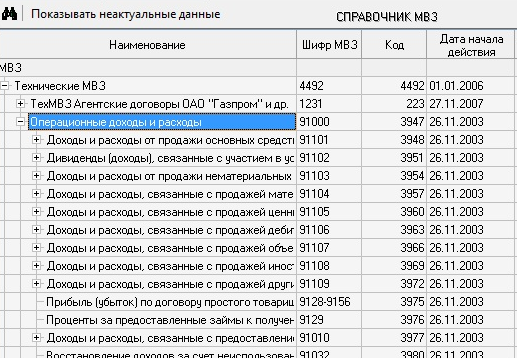 Показывать неактуальные данные СПРАВОЧНИК МВЗ
Наименование Шифр МВЗ Код Дата начала действия
МВЗ
Технические МВЗ 4492 4492 01.01.2006
ТехМВЗ Агентские договоры ОАО "Газпром" и др. 1231 223 27.11.2007
Операционные доходы и расходы 91000 3947 26.11.2003
Доходы и расходы от продажи основных средст 91101 3948 26.11.2003
Дивиденды (доходы), связанные с участием в ус 91102 3951 26.11.2003
Доходы и расходы от продажи нематериальных 91103 3954 26.11.2003
Доходы и расходы, связанные с продажей мате 91104 3957 26.11.2003
Доходы и расходы, связанные с продажей ценн 91105 3960 26.11.2003
Доходы и расходы, связанные с продажей деби 91106 3963 26.11.2003
Доходы и расходы, связанные с продажей объе 91107 3966 26.11.2003
Доходы и расходы, связанные с продажей инос 91108 3969 26.11.2003
Доходы и расходы, связанные с продажей други 91109 3972 26.11.2003
Прибыль (убыток) по договору простого товарищ 9128-9156 3975 26.11.2003
Проценты за предоставленные займы к получен 9129 3976 26.11.2003
Доходы и расходы, связанные с предоставление 91010 3977 26.11.2003
Восстановление доходов за счет неиспользован 91032 3980 26.11.2003